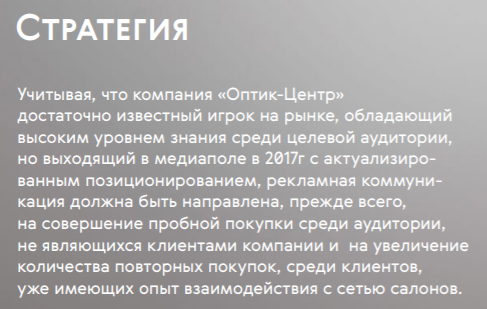 Стратегия
Учитывая, что компания «Оптик-Центр»
достаточно известный игрок на рынке, обладающий
высоким уровнем знания среди целевой аудитории,
но выходящий в медиаполе в 2017г с актуализиро-
ванным позиционированием, рекламная коммуни-
кация должна быть направлена, прежде всего,
на совершение пробной покупки среди аудитории,
не являющихся клиентами компании и на увеличение
количества повторных покупок, среди клиентов,
уже имеющих опыт взаимодействия с сетью салонов.